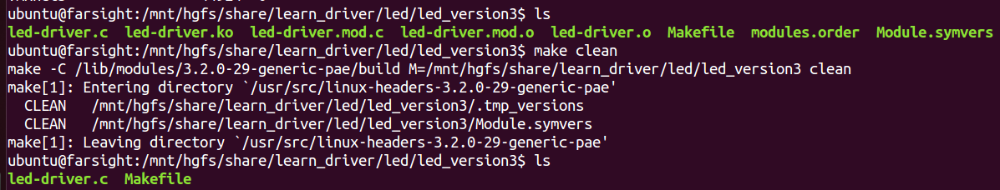 ubuntu@farsight:/mnt/hgfs/share/learn_driver/led/led_version3$ ls
led-driver.c  led-driver.ko  led-driver.mod.c  led-driver.mod.o  led-driver.o  Makefile  modules.order  Module.symvers
ubuntu@farsight:/mnt/hgfs/share/learn_driver/led/led_version3$ make clean
make -C /lib/modules/3.2.0-29-generic-pae/build M=/mnt/hgfs/share/learn_driver/led/led_version3 clean
make[1]: Entering directory `/usr/src/linux-headers-3.2.0-29-generic-pae'
  CLEAN   /mnt/hgfs/share/learn_driver/led/led_version3/.tmp_versions
  CLEAN   /mnt/hgfs/share/learn_driver/led/led_version3/Module.symvers
make[1]: Leaving directory `/usr/src/linux-headers-3.2.0-29-generic-pae'
ubuntu@farsight:/mnt/hgfs/share/learn_driver/led/led_version3$ ls
led-driver.c  Makefile